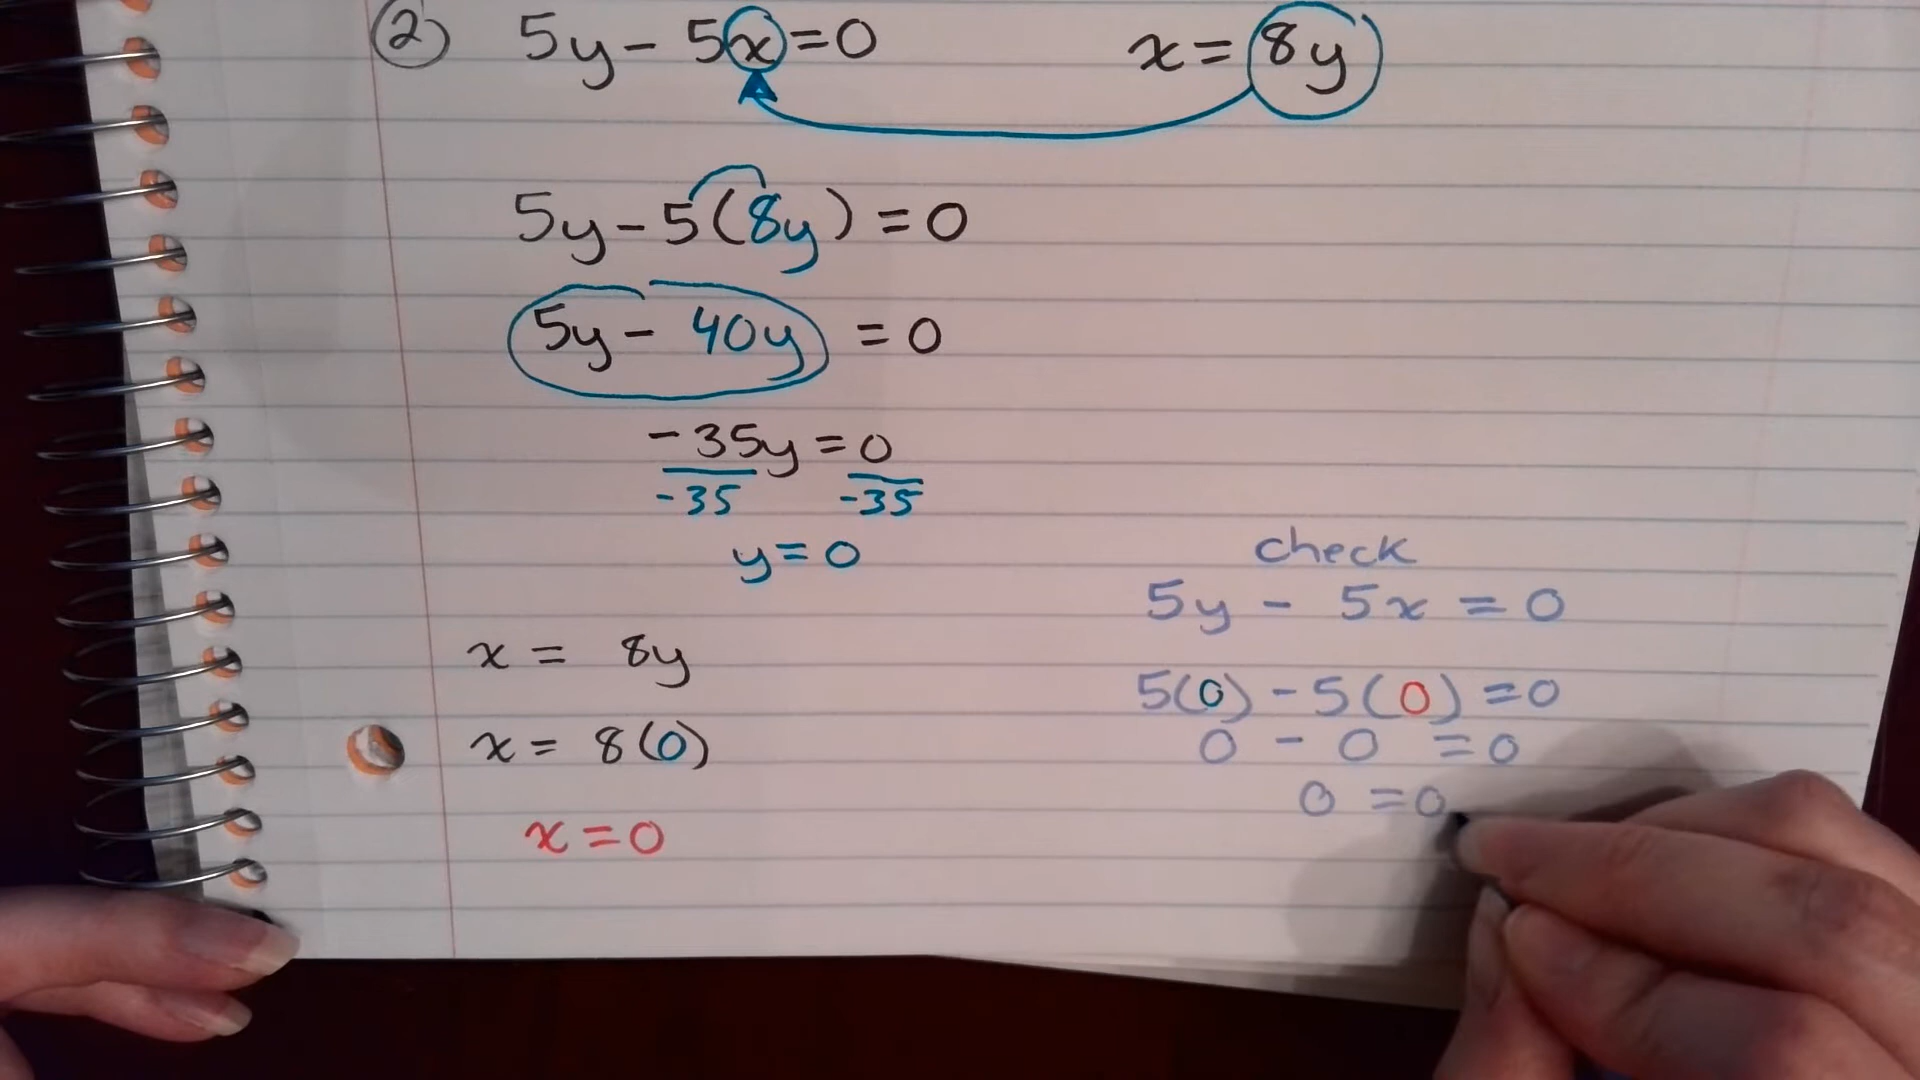 ② 5y - 5x = 0 x = 8y
5y - 5(8y) = 0
5y - 40y = 0
-35y = 0
-35 -35
y = 0
x = 8y
x = 8(0)
x = 0
check
5y - 5x = 0
5(0) - 5(0) = 0
0 - 0 = 0
0 = 0